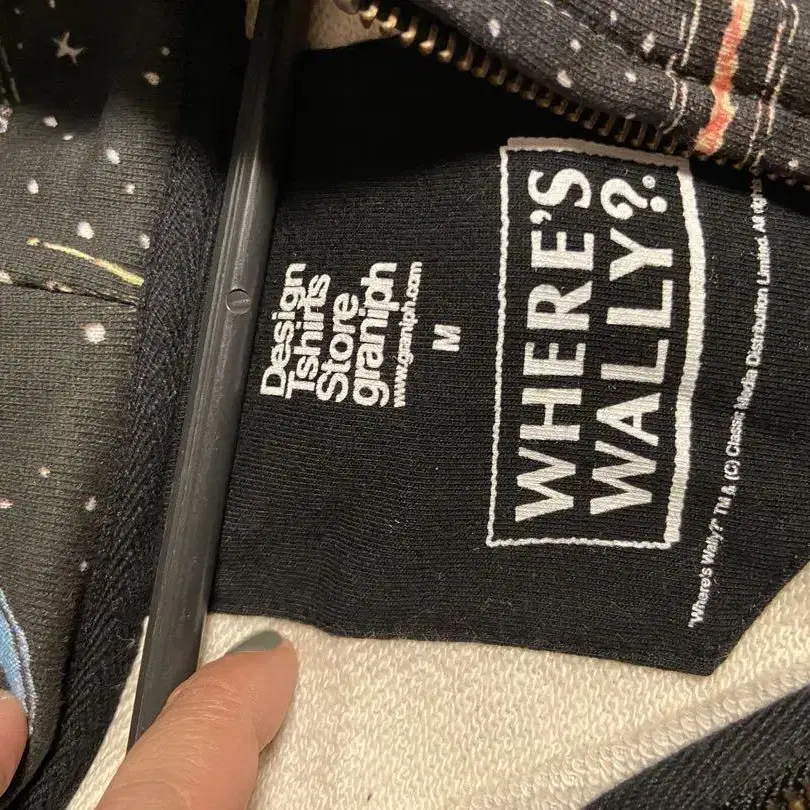 Design
Tshirts
Store
graniph
www.graniph.com
M
WHERE'S
WALLY?®
"Where's Wally?" TM & (C) Classic Media Distribution Limited. All rights